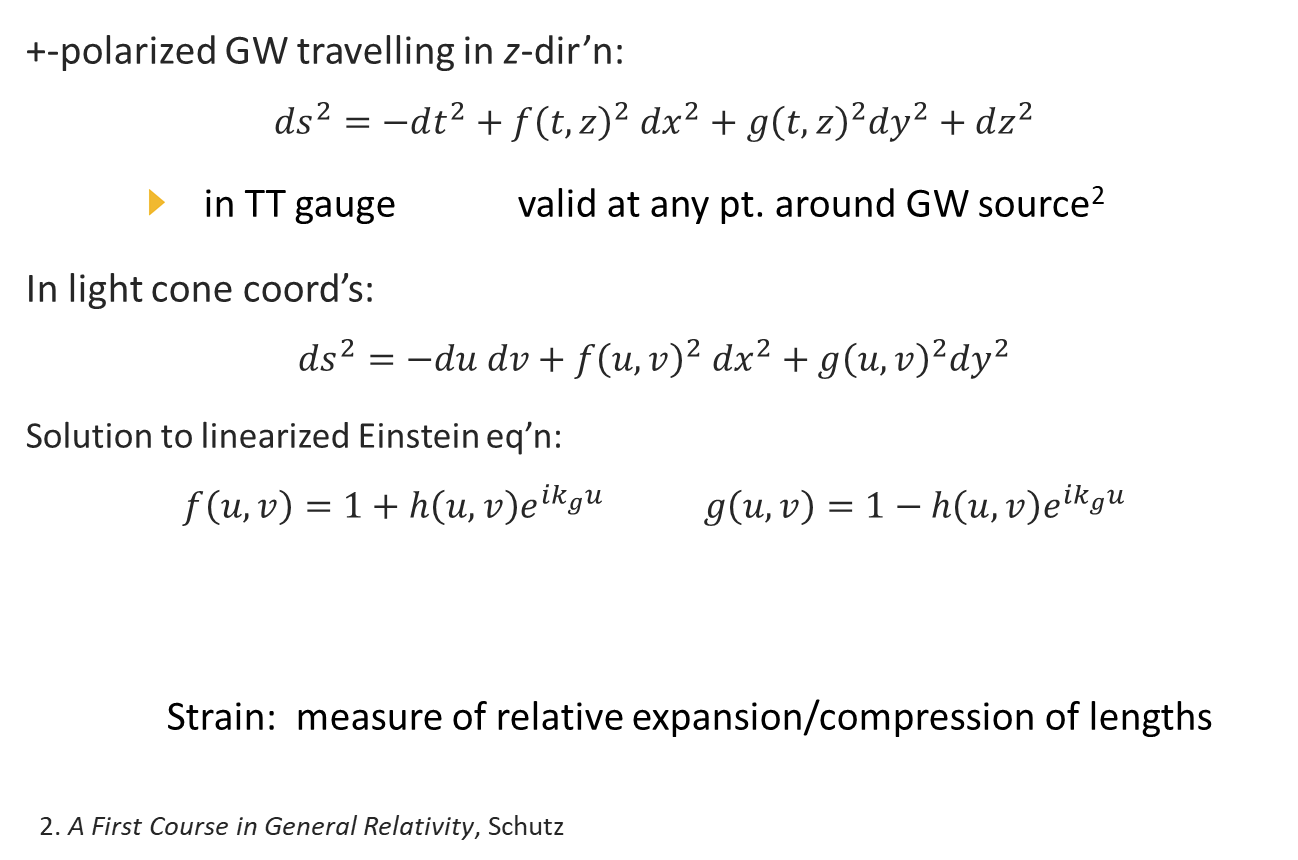 +-polarized GW travelling in z-dir’n:
ds² = −dt² + f(t, z)² dx² + g(t, z)²dy² + dz²
in TT gauge valid at any pt. around GW source²
In light cone coord’s:
ds² = −du dv + f(u, v)² dx² + g(u, v)²dy²
Solution to linearized Einstein eq’n:
f(u, v) = 1 + h(u, v)e^{ik_g u} g(u, v) = 1 − h(u, v)e^{ik_g u}
Strain: measure of relative expansion/compression of lengths
2. A First Course in General Relativity, Schutz